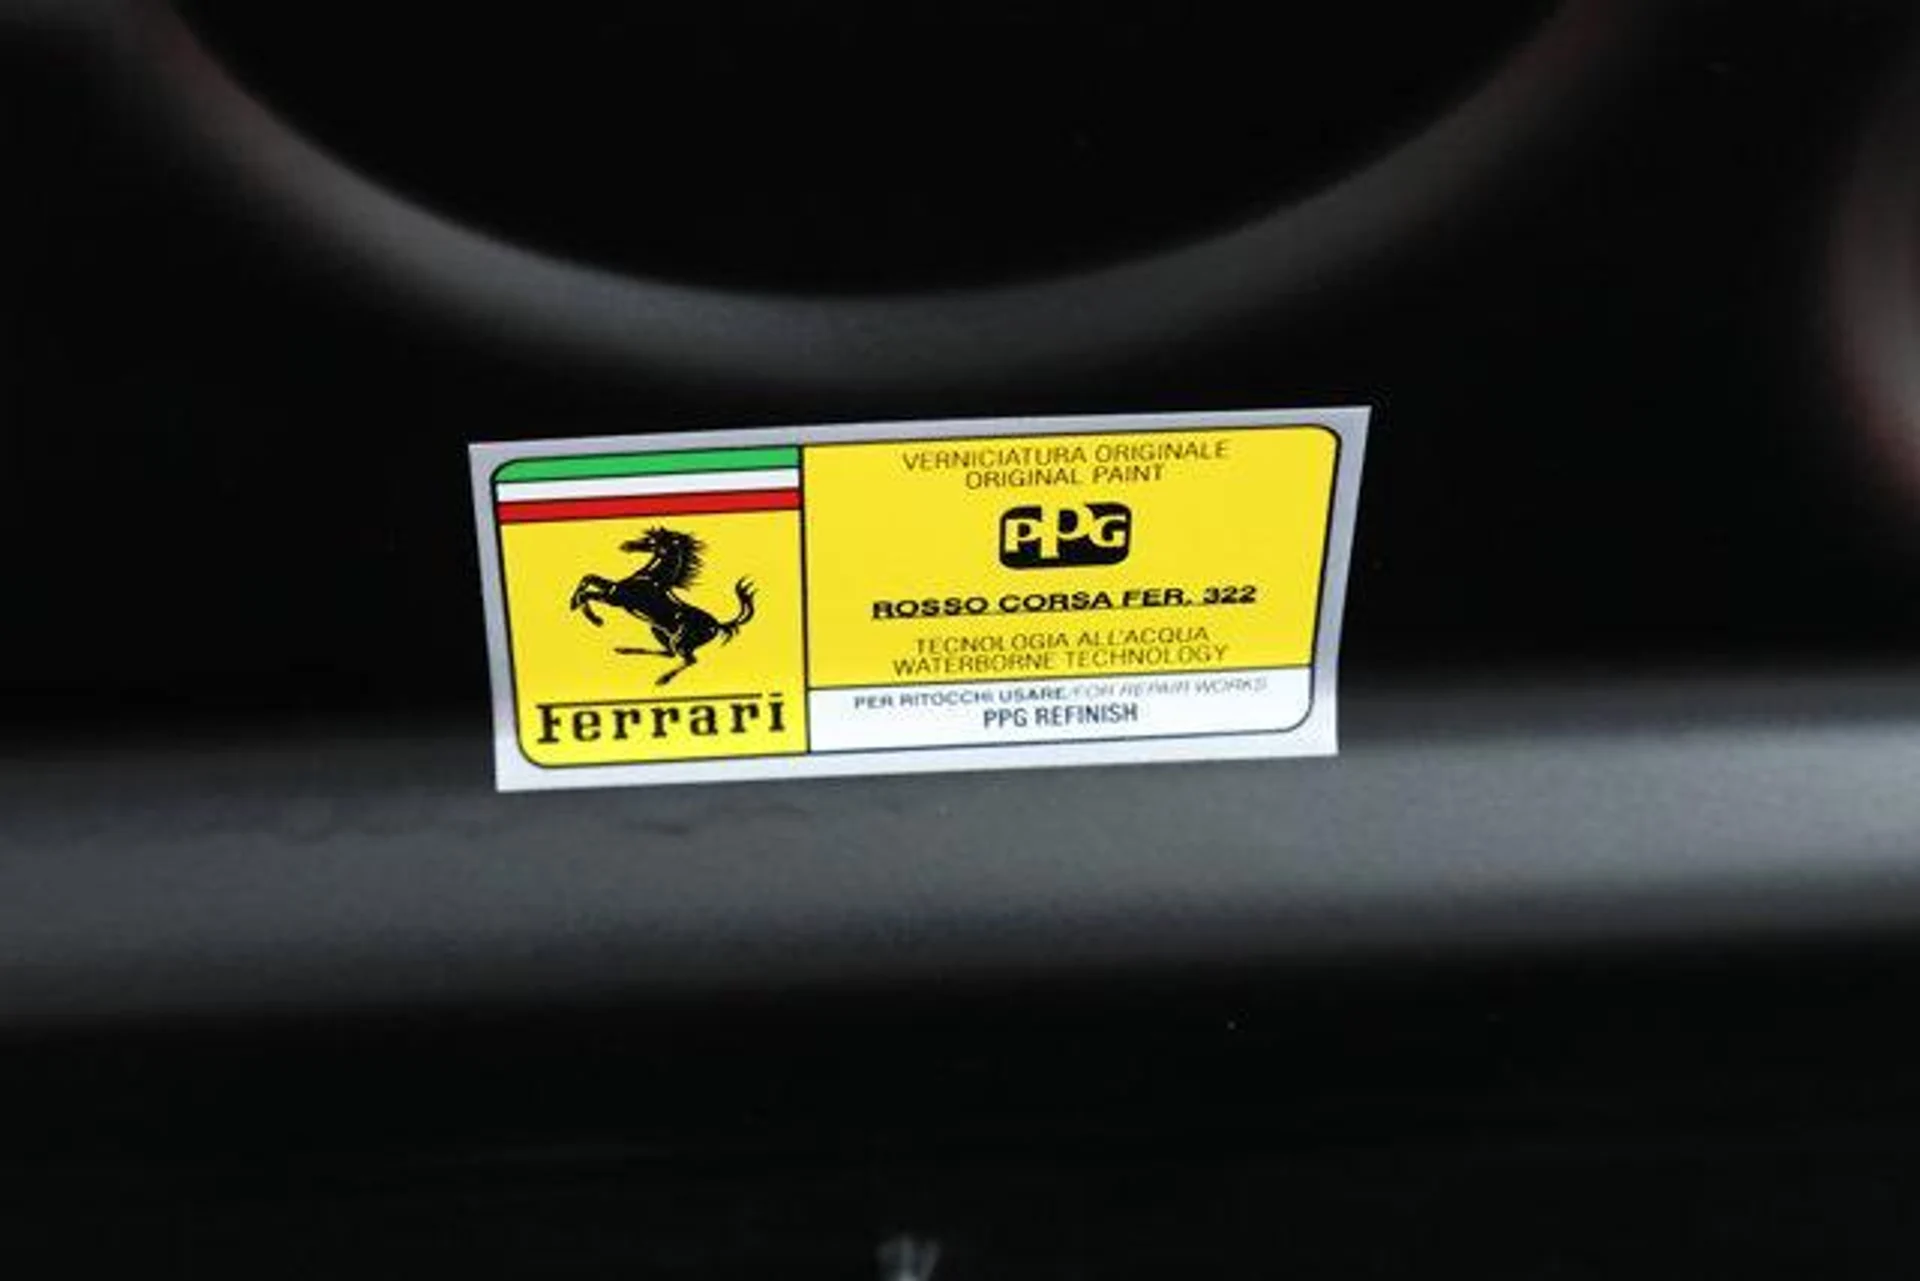 Ferrari
VERNICIATURA ORIGINALE
ORIGINAL PAINT
PPG
ROSSO CORSA FER. 322
TECNOLOGIA ALL'ACQUA
WATERBORNE TECHNOLOGY
PER RITOCCHI USARE/FOR REPAIR WORKS
PPG REFINISH